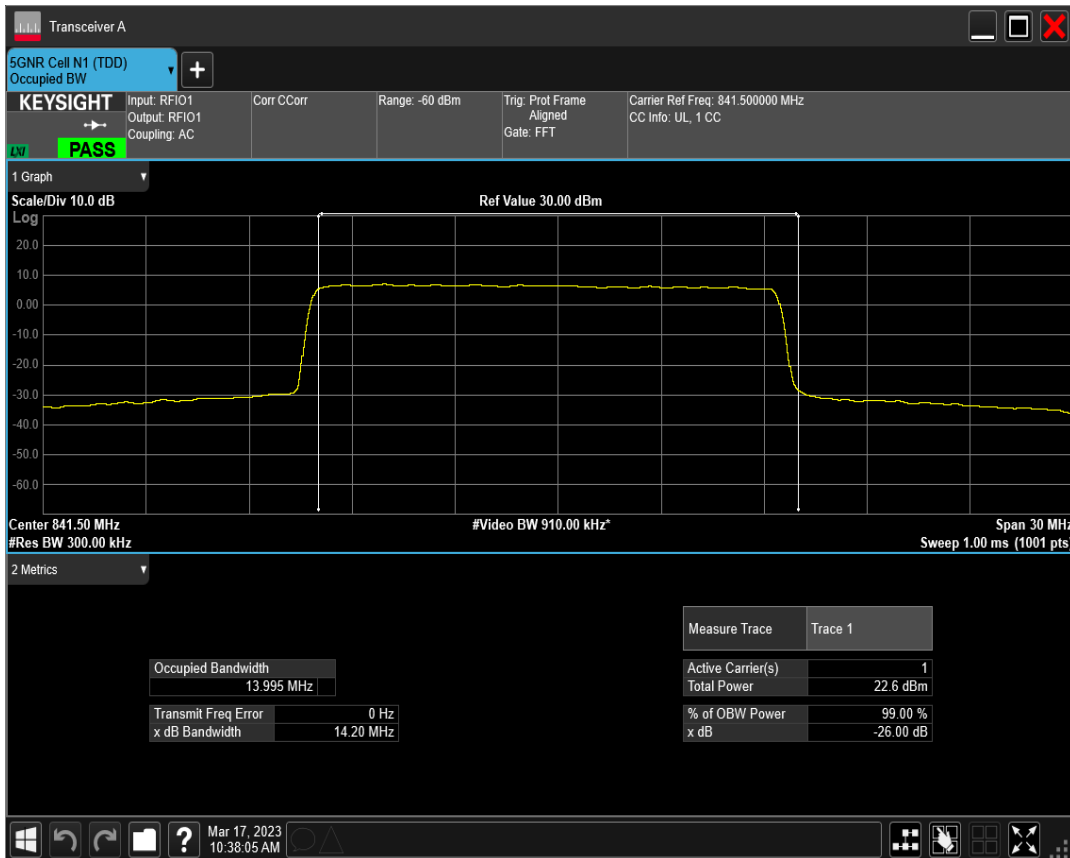 Transceiver A
5GNR Cell N1 (TDD)
Occupied BW
+
KEYSIGHT
LXI
PASS
Input: RFIO1
Output: RFIO1
Coupling: AC
Corr CCorr
Range: -60 dBm
Trig: Prot Frame
Aligned
Gate: FFT
Carrier Ref Freq: 841.500000 MHz
CC Info: UL, 1 CC
1 Graph
Scale/Div 10.0 dB
Ref Value 30.00 dBm
Log
20.0
10.0
0.00
-10.0
-20.0
-30.0
-40.0
-50.0
-60.0
Center 841.50 MHz
#Video BW 910.00 kHz*
Span 30 MHz
#Res BW 300.00 kHz
Sweep 1.00 ms (1001 pts)
2 Metrics
Measure Trace Trace 1
Occupied Bandwidth
13.995 MHz
Active Carrier(s) 1
Total Power 22.6 dBm
Transmit Freq Error 0 Hz
x dB Bandwidth 14.20 MHz
% of OBW Power 99.00 %
x dB -26.00 dB
?
Mar 17, 2023
10:38:05 AM